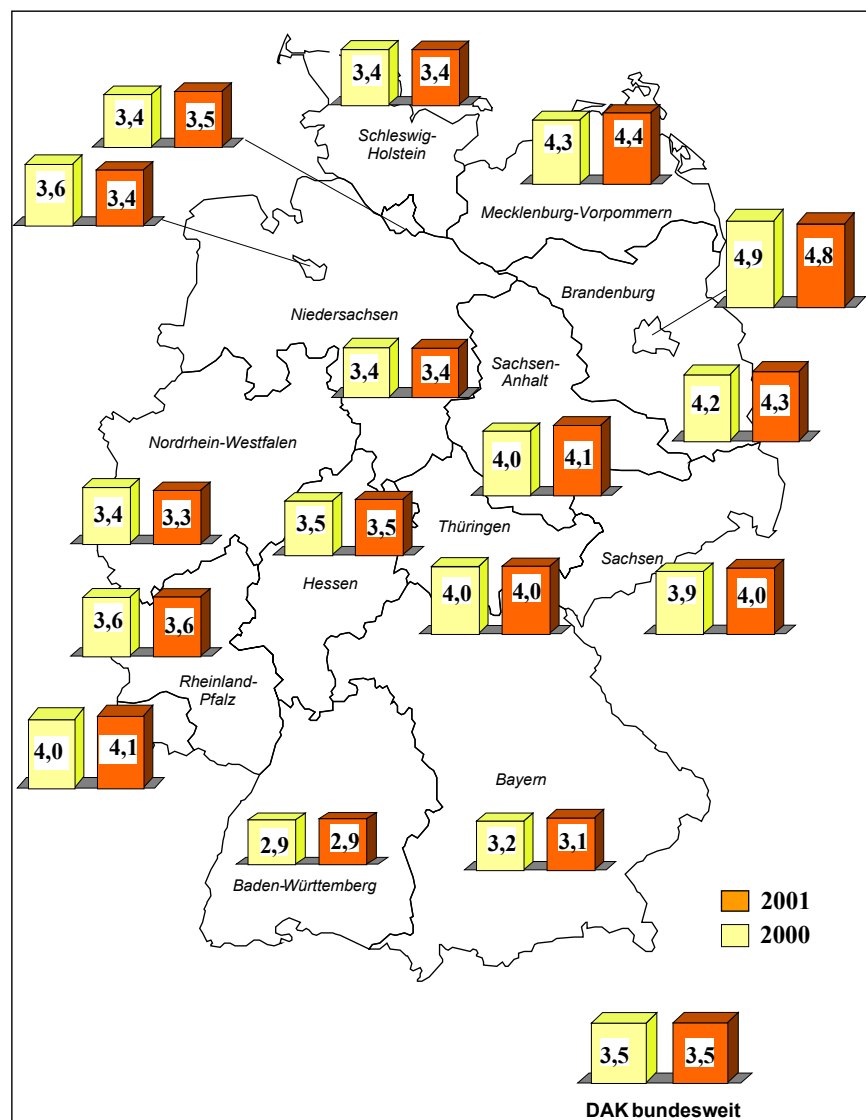 3,4 3,4
3,4 3,5
Schleswig-
Holstein
4,3 4,4
3,6 3,4
Mecklenburg-Vorpommern
4,9 4,8
Brandenburg
Niedersachsen
3,4 3,4
Sachsen-
Anhalt
4,2 4,3
Nordrhein-Westfalen
4,0 4,1
3,4 3,3
3,5 3,5
Thüringen
Sachsen
Hessen
4,0 4,0
3,9 4,0
3,6 3,6
Rheinland-
Pfalz
4,0 4,1
Bayern
2,9 2,9
3,2 3,1
Baden-Württemberg
2001
2000
3,5 3,5
DAK bundesweit